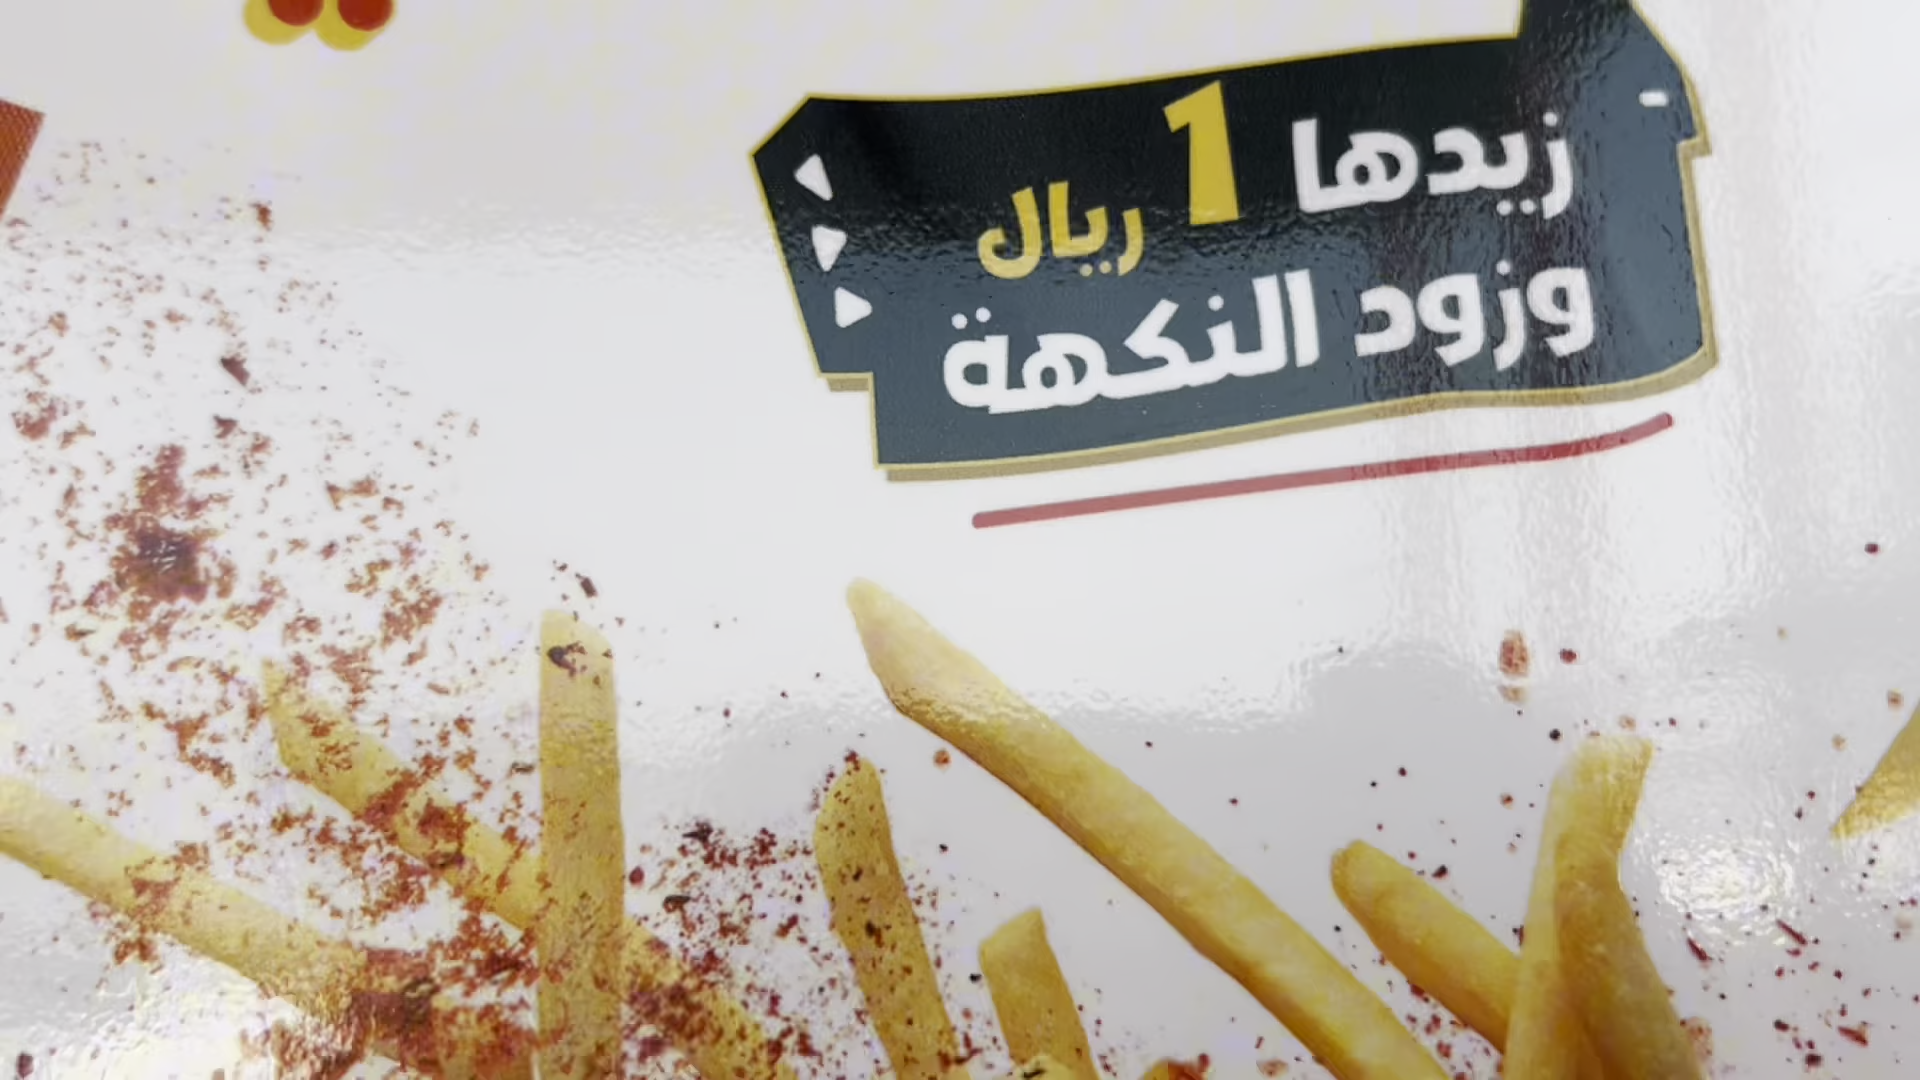 زيدها 1 ريال
وزود النكهة